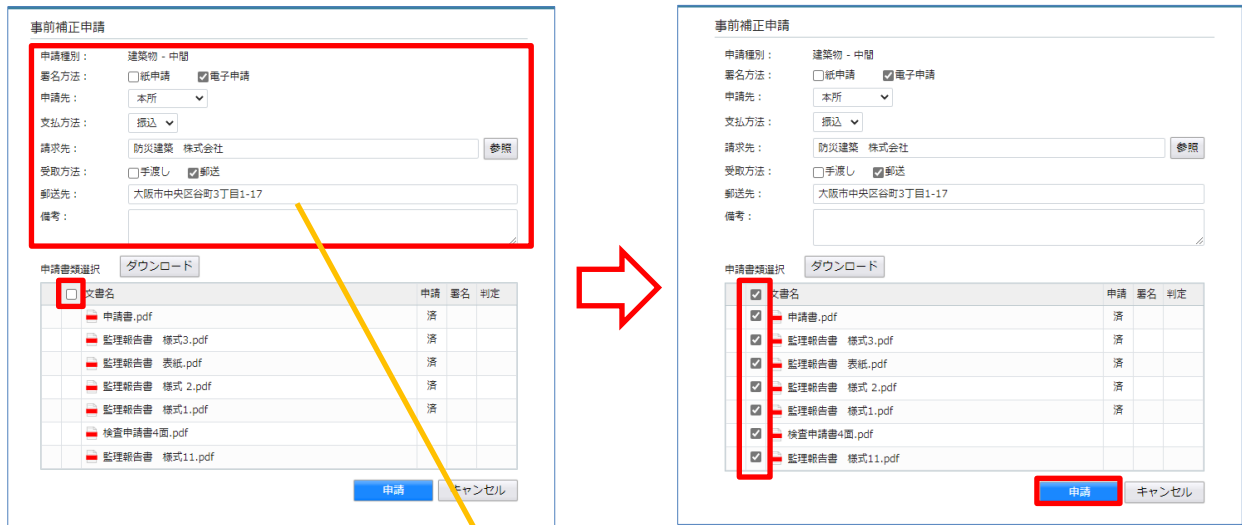 事前補正申請
申請種別： 建築物 - 中間
署名方法： 紙申請 電子申請
申請先： 本所
支払方法： 振込
請求先： 防災建築　株式会社 参照
受取方法： 手渡し 郵送
郵送先： 大阪市中央区谷町3丁目1-17
備考：
申請書類選択 ダウンロード
文書名 申請 署名 判定
申請書.pdf 済
監理報告書　様式3.pdf 済
監理報告書　表紙.pdf 済
監理報告書　様式 2.pdf 済
監理報告書　様式1.pdf 済
検査申請書4面.pdf
監理報告書　様式11.pdf
申請 キャンセル
事前補正申請
申請種別： 建築物 - 中間
署名方法： 紙申請 電子申請
申請先： 本所
支払方法： 振込
請求先： 防災建築　株式会社 参照
受取方法： 手渡し 郵送
郵送先： 大阪市中央区谷町3丁目1-17
備考：
申請書類選択 ダウンロード
文書名 申請 署名 判定
申請書.pdf 済
監理報告書　様式3.pdf 済
監理報告書　表紙.pdf 済
監理報告書　様式 2.pdf 済
監理報告書　様式1.pdf 済
検査申請書4面.pdf
監理報告書　様式11.pdf
申請 キャンセル